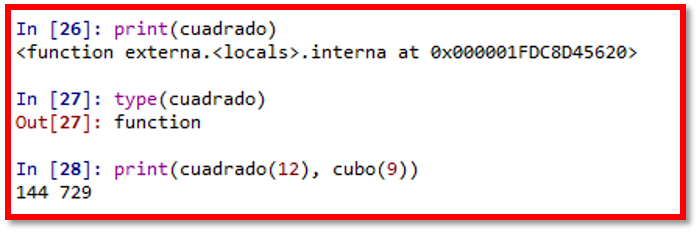 In [26]: print(cuadrado)
<function externa.<locals>.interna at 0x000001FDC8D45620>
In [27]: type(cuadrado)
Out[27]: function
In [28]: print(cuadrado(12), cubo(9))
144 729